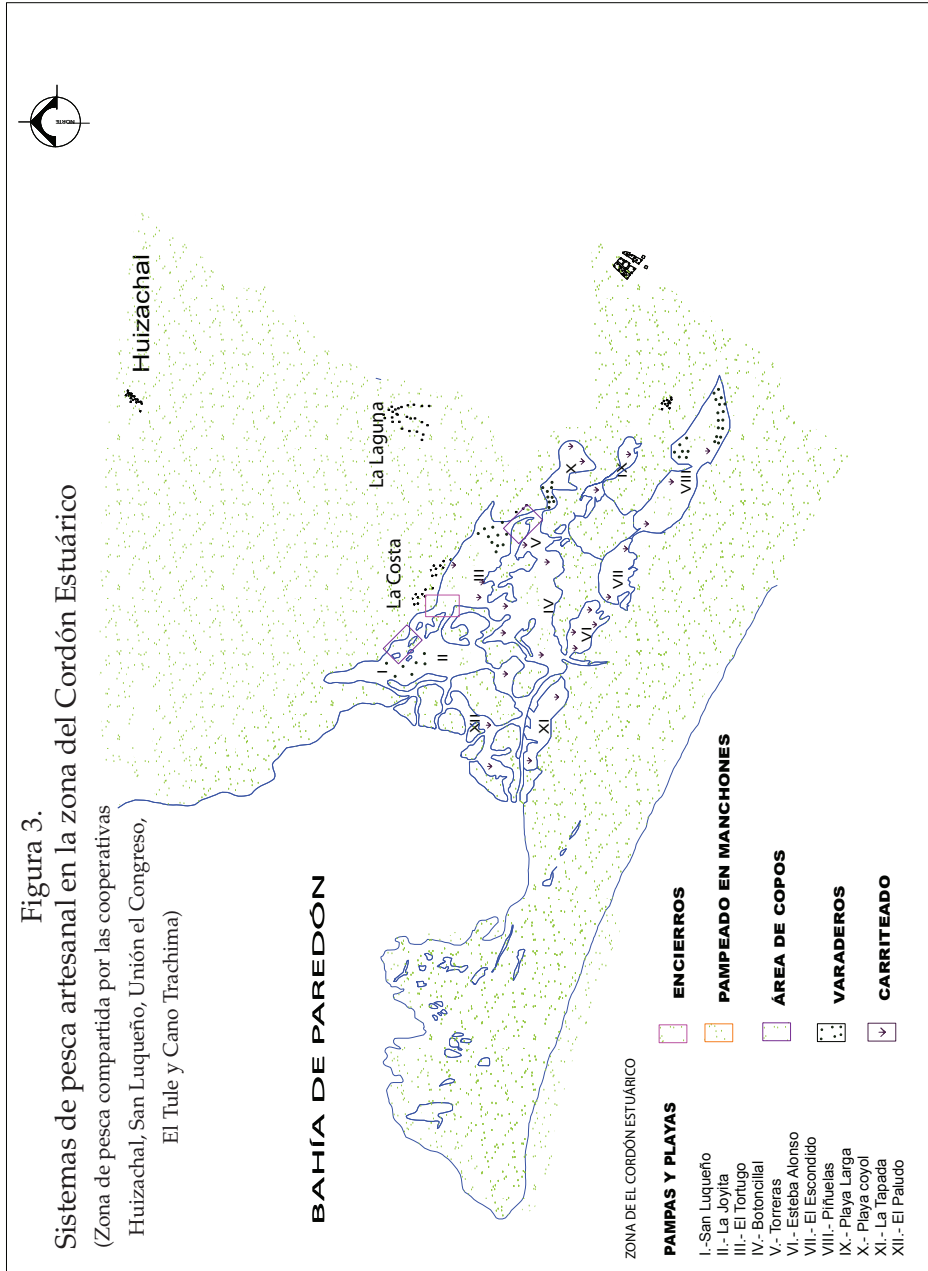 Figura 3.
Sistemas de pesca artesanal en la zona del Cordón Estuárico
(Zona de pesca compartida por las cooperativas
Huizachal, San Luqueño, Unión el Congreso,
El Tule y Cano Trachima)
NORTE
Huizachal
La Laguna
La Costa
BAHÍA DE PAREDÓN
I
II
III
IV
V
VI
VII
VIII
IX
X
XI
XII
ZONA DE EL CORDÓN ESTUÁRICO
PAMPAS Y PLAYAS
I.-San Luqueño
II.- La Joyita
III.- El Tortugo
IV.- Botoncillal
V.- Torreras
VI.- Esteba Alonso
VII.- El Escondido
VIII.- Piñuelas
IX.- Playa Larga
X.- Playa coyol
XI.- La Tapada
XII.- El Paludo
ENCIEROS
PAMPEADO EN MANCHONES
ÁREA DE COPOS
VARADEROS
CARRITEADO